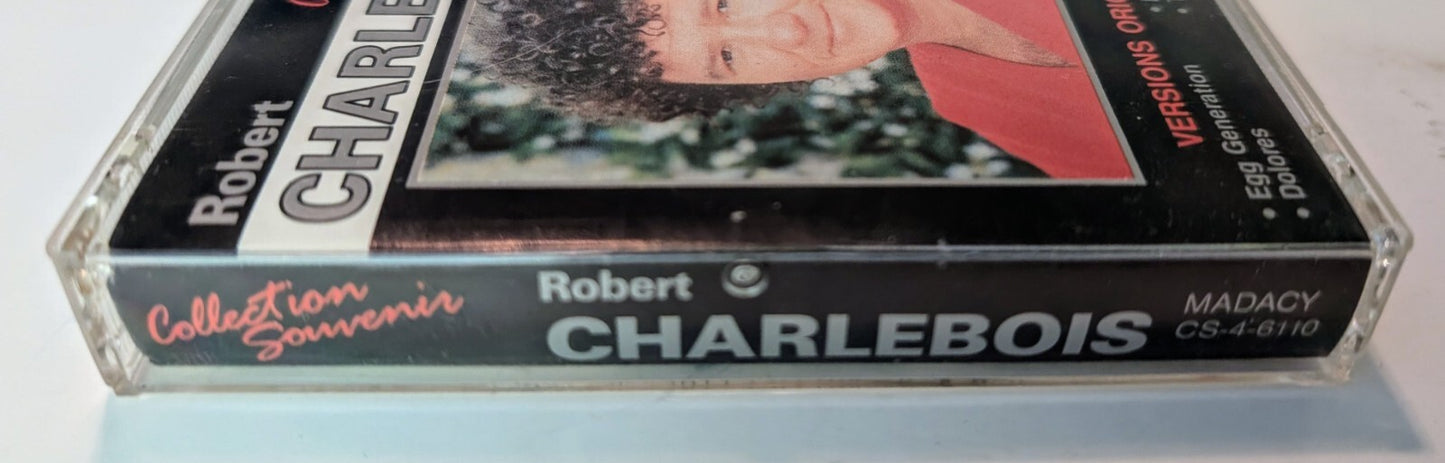 Robert
CHARLE
VERSIONS ORI
• Egg Generation
• Dolores
Collection
Souvenir
Robert
CHARLEBOIS
MADACY
CS-4-6110